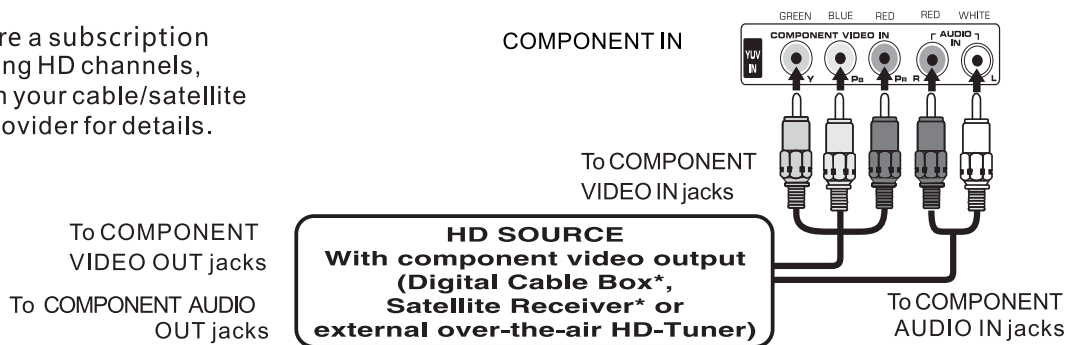 re a subscription
ing HD channels,
h your cable/satellite
ovider for details.
COMPONENT IN
GREEN BLUE RED RED WHITE
COMPONENT VIDEO IN AUDIO IN
YUV IN
Y PB PR R L
To COMPONENT
VIDEO IN jacks
To COMPONENT
VIDEO OUT jacks
To COMPONENT AUDIO
OUT jacks
HD SOURCE
With component video output
(Digital Cable Box*,
Satellite Receiver* or
external over-the-air HD-Tuner)
To COMPONENT
AUDIO IN jacks